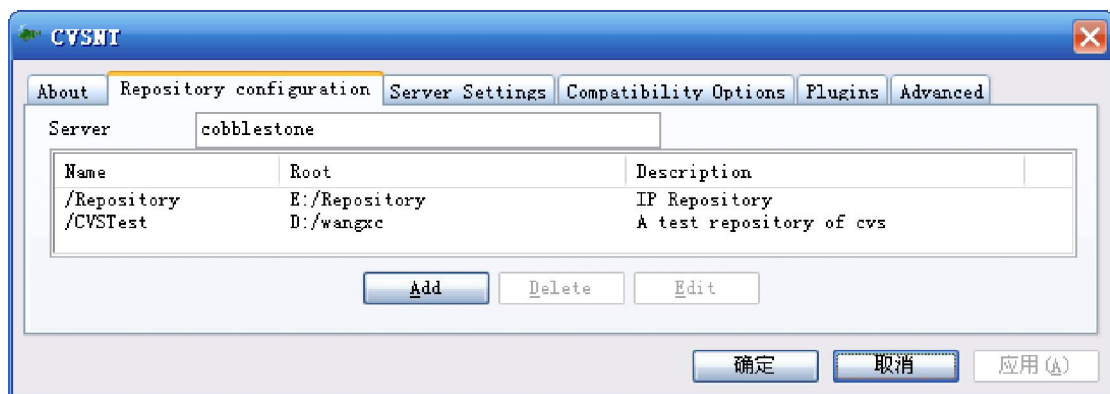 CVSNT
About Repository configuration Server Settings Compatibility Options Plugins Advanced
Server cobblestone
Name Root Description
/Repository E:/Repository IP Repository
/CVSTest D:/wangxc A test repository of cvs
Add Delete Edit
确定 取消 应用(A)